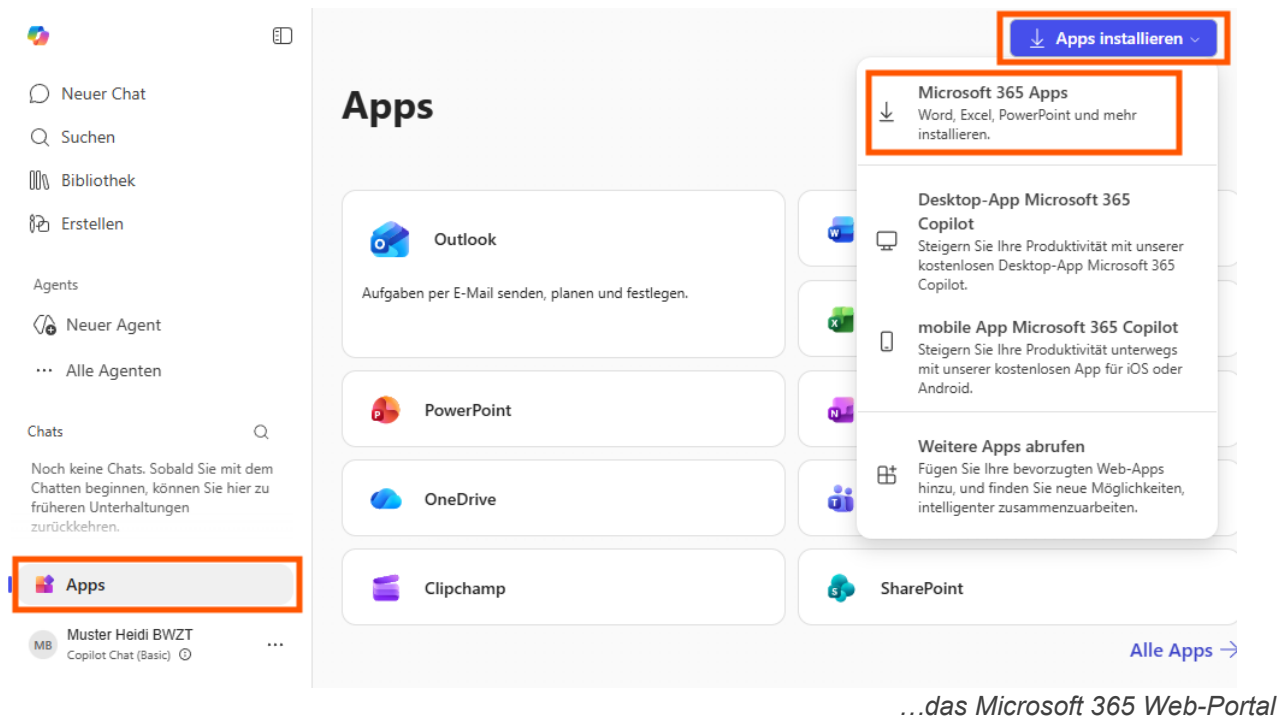 Neuer Chat
Suchen
Bibliothek
Erstellen
Agents
Neuer Agent
Alle Agenten
Chats
Noch keine Chats. Sobald Sie mit dem
Chatten beginnen, können Sie hier zu
früheren Unterhaltungen
zurückkehren.
Apps
MB
Muster Heidi BWZT
Copilot Chat (Basic)
Apps installieren
Apps
Microsoft 365 Apps
Word, Excel, PowerPoint und mehr
installieren.
Desktop-App Microsoft 365
Copilot
Steigern Sie Ihre Produktivität mit unserer
kostenlosen Desktop-App Microsoft 365
Copilot.
mobile App Microsoft 365 Copilot
Steigern Sie Ihre Produktivität unterwegs
mit unserer kostenlosen App für iOS oder
Android.
Weitere Apps abrufen
Fügen Sie Ihre bevorzugten Web-Apps
hinzu, und finden Sie neue Möglichkeiten,
intelligenter zusammenzuarbeiten.
Outlook
Aufgaben per E-Mail senden, planen und festlegen.
PowerPoint
OneDrive
Clipchamp
SharePoint
Alle Apps
…das Microsoft 365 Web-Portal